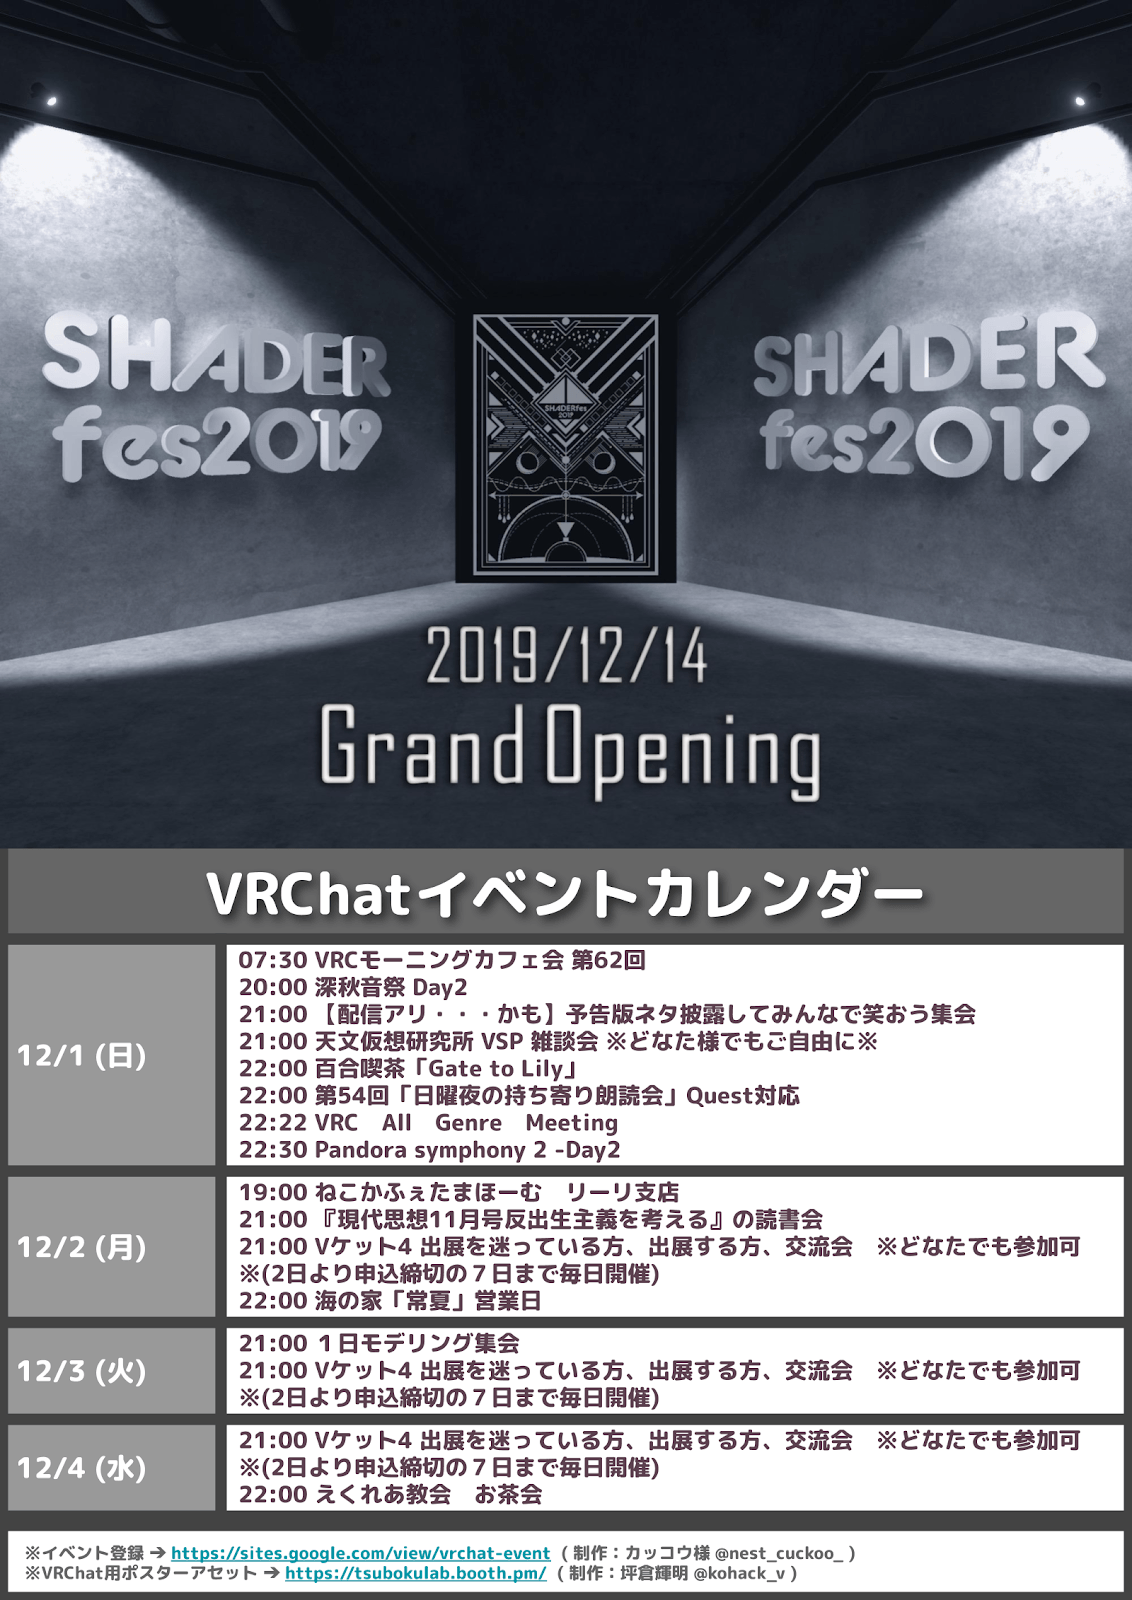 SHADER
fes2019
SHADER
fes2019
SHADERfes
2019
2019/12/14
Grand Opening
VRChatイベントカレンダー
12/1 (日)
07:30 VRCモーニングカフェ会 第62回
20:00 深秋音祭 Day2
21:00 【配信アリ・・・かも】予告版ネタ披露してみんなで笑おう集会
21:00 天文仮想研究所 VSP 雑談会 ※どなた様でもご自由に※
22:00 百合喫茶「Gate to Lily」
22:00 第54回「日曜夜の持ち寄り朗読会」Quest対応
22:22 VRC　All　Genre　Meeting
22:30 Pandora symphony 2 -Day2
12/2 (月)
19:00 ねこかふぇたまほーむ　リーリ支店
21:00 『現代思想11月号反出生主義を考える』の読書会
21:00 Vケット4 出展を迷っている方、出展する方、交流会　※どなたでも参加可
※(2日より申込締切の７日まで毎日開催)
22:00 海の家「常夏」営業日
12/3 (火)
21:00 １日モデリング集会
21:00 Vケット4 出展を迷っている方、出展する方、交流会　※どなたでも参加可
※(2日より申込締切の７日まで毎日開催)
12/4 (水)
21:00 Vケット4 出展を迷っている方、出展する方、交流会　※どなたでも参加可
※(2日より申込締切の７日まで毎日開催)
22:00 えくれあ教会　お茶会
※イベント登録 → https://sites.google.com/view/vrchat-event （制作：カッコウ様 @nest_cuckoo_ ）
※VRChat用ポスターアセット → https://tsubokulab.booth.pm/ （制作：坪倉輝明 @kohack_v ）